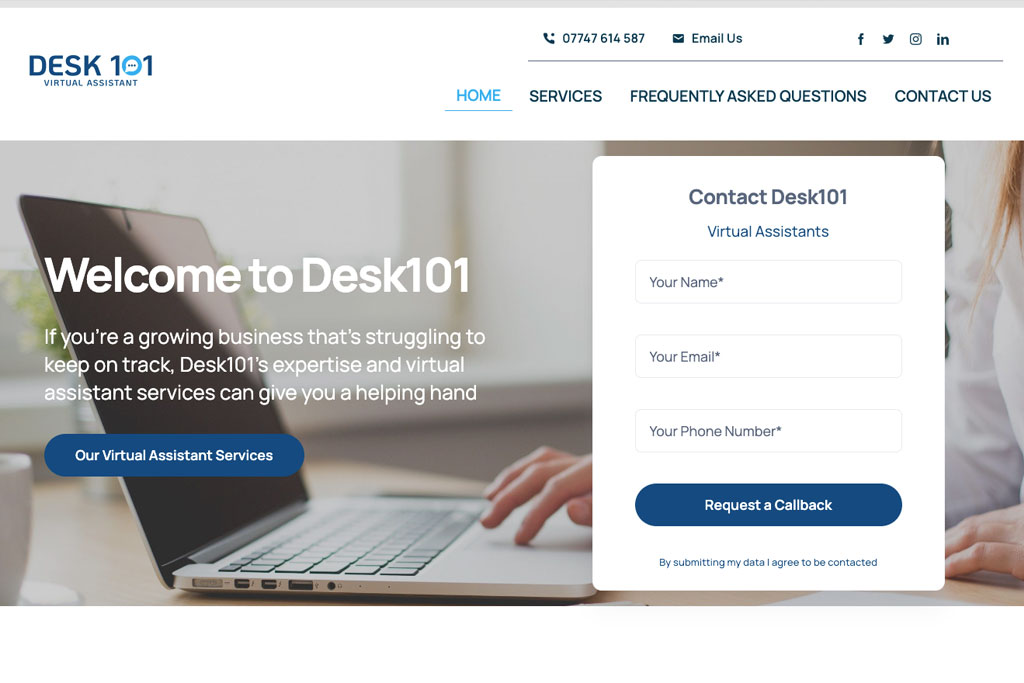 07747 614 587
Email Us
DESK 101
VIRTUAL ASSISTANT
HOME
SERVICES
FREQUENTLY ASKED QUESTIONS
CONTACT US
Welcome to Desk101
If you're a growing business that's struggling to
keep on track, Desk101's expertise and virtual
assistant services can give you a helping hand
Our Virtual Assistant Services
Contact Desk101
Virtual Assistants
Your Name*
Your Email*
Your Phone Number*
Request a Callback
By submitting my data I agree to be contacted